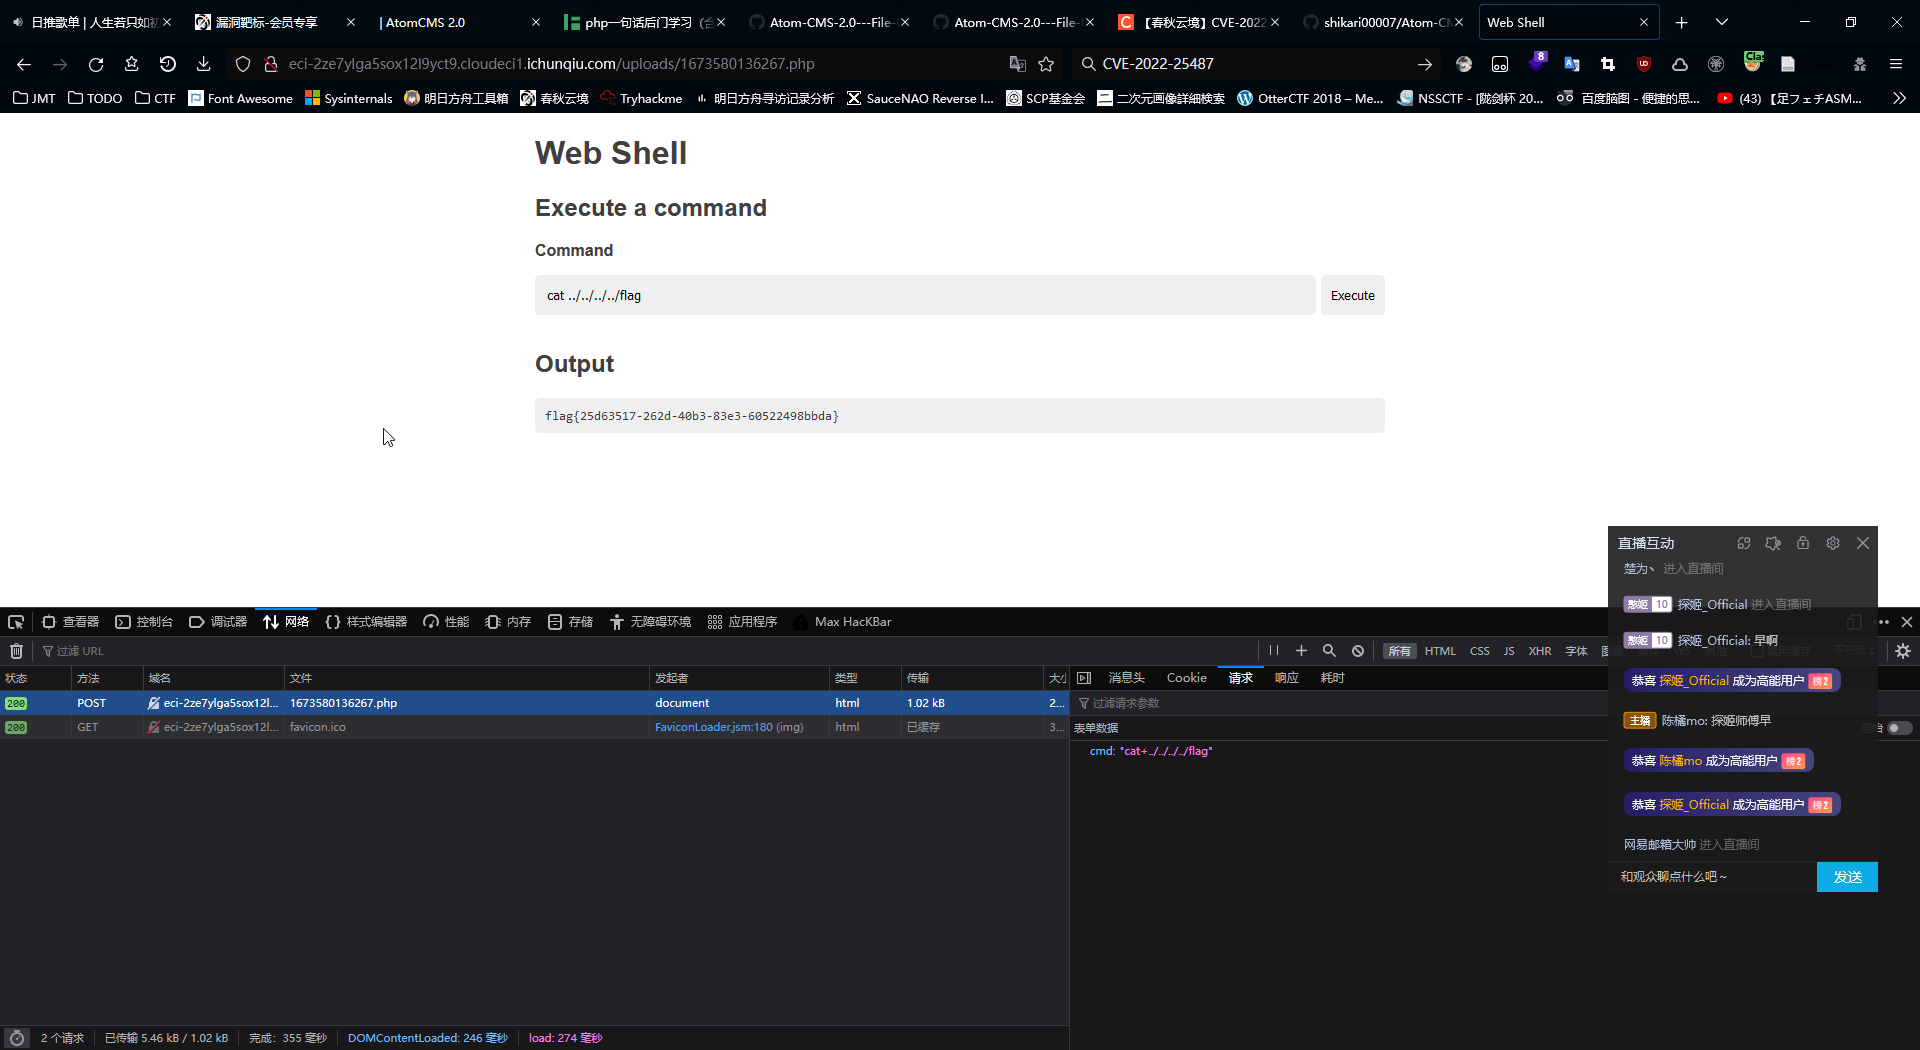 日推歌单 | 人生若只如初
漏洞靶标-会员专享
| AtomCMS 2.0
php一句话后门学习（含
Atom-CMS-2.0---File-
Atom-CMS-2.0---File-
【春秋云境】CVE-2022
shikari00007/Atom-CM
Web Shell
eci-2ze7ylga5sox12l9yct9.cloudeci1.ichunqiu.com/uploads/1673580136267.php
CVE-2022-25487
8
JMT
TODO
CTF
Font Awesome
Sysinternals
明日方舟工具箱
春秋云境
Tryhackme
明日方舟寻访记录分析
SauceNAO Reverse I...
SCP基金会
二次元画像詳細検索
OtterCTF 2018 – Me...
NSSCTF - [陇剑杯 20...
百度脑图 - 便捷的思...
(43) 【足フェチASM...
Web Shell
Execute a command
Command
cat ../../../../flag
Execute
Output
flag{25d63517-262d-40b3-83e3-60522498bbda}
直播互动
楚为丶 进入直播间
憨姬 10 探姬_Official 进入直播间
憨姬 10 探姬_Official: 早啊
恭喜 探姬_Official 成为高能用户 榜2
主播 陈橘mo: 探姬师傅早
恭喜 陈橘mo 成为高能用户 榜2
恭喜 探姬_Official 成为高能用户 榜2
网易邮箱大帅 进入直播间
和观众聊点什么吧～
发送
查看器
控制台
调试器
网络
样式编辑器
性能
内存
存储
无障碍环境
应用程序
Max HacKBar
过滤 URL
所有 HTML CSS JS XHR 字体
状态 方法 域名 文件 发起者 类型 传输 大小
200 POST eci-2ze7ylga5sox12l... 1673580136267.php document html 1.02 kB 2...
200 GET eci-2ze7ylga5sox12l... favicon.ico FaviconLoader.jsm:180 (img) html 已缓存 3...
消息头 Cookie 请求 响应 耗时
过滤请求参数
表单数据
cmd: "cat+../../../../flag"
2 个请求
已传输 5.46 kB / 1.02 kB
完成：355 毫秒
DOMContentLoaded: 246 毫秒
load: 274 毫秒